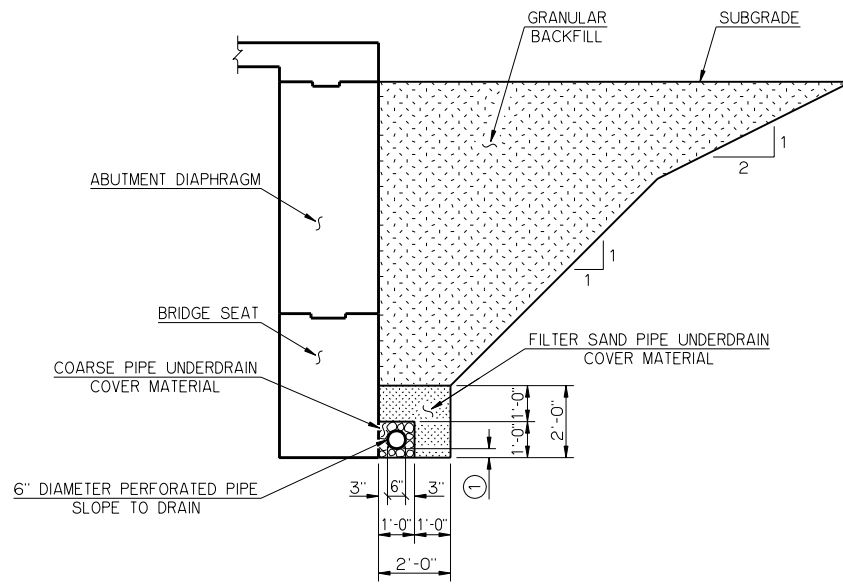 GRANULAR
BACKFILL
SUBGRADE
1
2
ABUTMENT DIAPHRAGM
1
1
BRIDGE SEAT
FILTER SAND PIPE UNDERDRAIN
COVER MATERIAL
COARSE PIPE UNDERDRAIN
COVER MATERIAL
1'-0"
2'-0"
1'-0"
6" DIAMETER PERFORATED PIPE
SLOPE TO DRAIN
3" 6" 3"
1
1'-0" 1'-0"
2'-0"